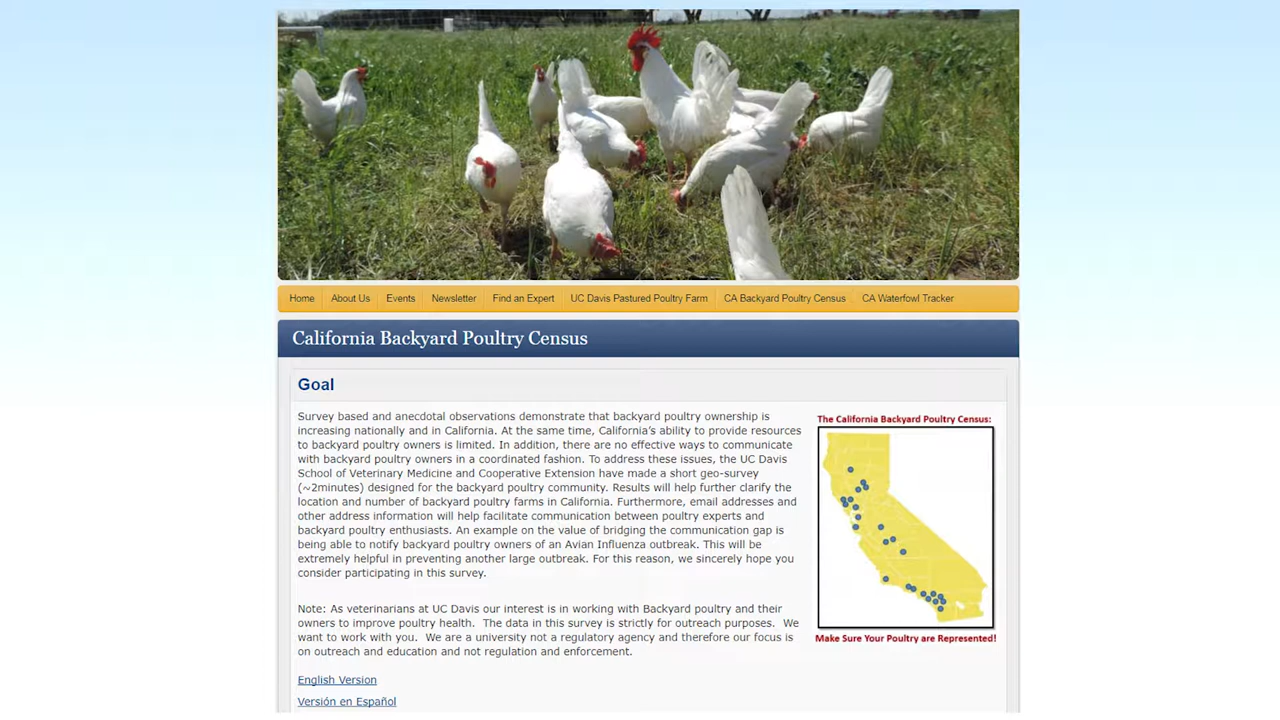 Home About Us Events Newsletter Find an Expert UC Davis Pastured Poultry Farm CA Backyard Poultry Census CA Waterfowl Tracker
California Backyard Poultry Census
Goal
Survey based and anecdotal observations demonstrate that backyard poultry ownership is
increasing nationally and in California. At the same time, California’s ability to provide resources
to backyard poultry owners is limited. In addition, there are no effective ways to communicate
with backyard poultry owners in a coordinated fashion. To address these issues, the UC Davis
School of Veterinary Medicine and Cooperative Extension have made a short geo-survey
(~2minutes) designed for the backyard poultry community. Results will help further clarify the
location and number of backyard poultry farms in California. Furthermore, email addresses and
other address information will help facilitate communication between poultry experts and
backyard poultry enthusiasts. An example on the value of bridging the communication gap is
being able to notify backyard poultry owners of an Avian Influenza outbreak. This will be
extremely helpful in preventing another large outbreak. For this reason, we sincerely hope you
consider participating in this survey.
Note: As veterinarians at UC Davis our interest is in working with Backyard poultry and their
owners to improve poultry health. The data in this survey is strictly for outreach purposes. We
want to work with you. We are a university not a regulatory agency and therefore our focus is
on outreach and education and not regulation and enforcement.
English Version
Versión en Español
The California Backyard Poultry Census:
Make Sure Your Poultry are Represented!